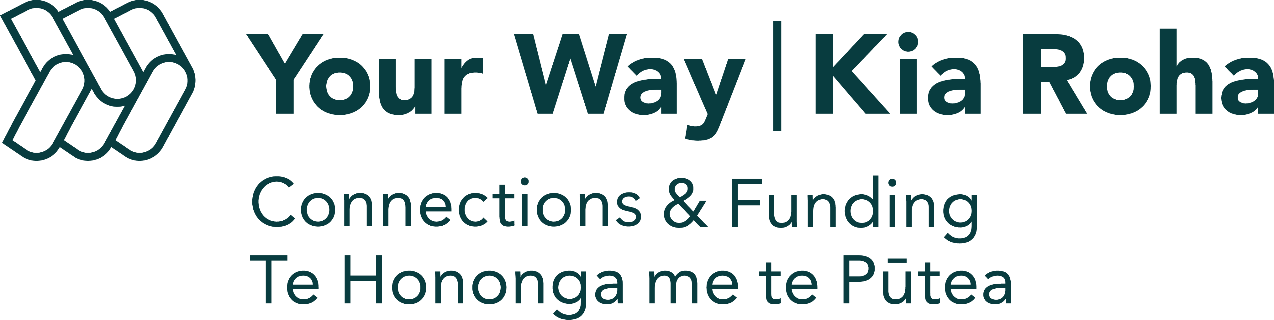 Your Way | Kia Roha
Connections & Funding
Te Hononga me te Pūtea